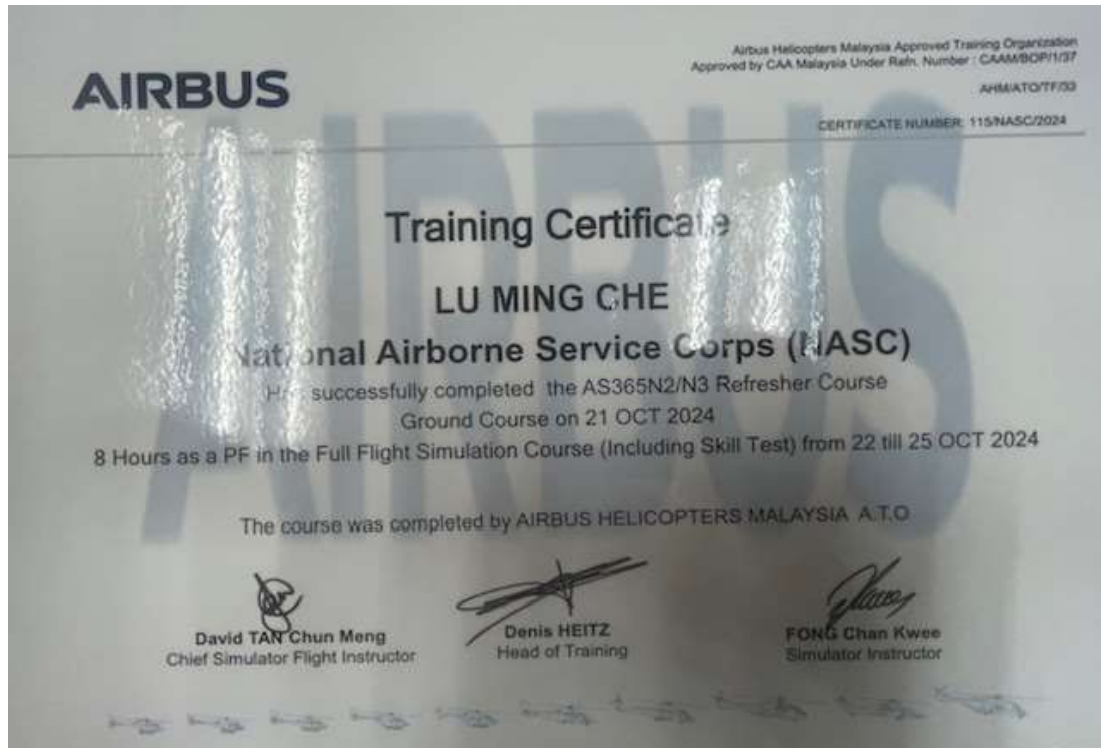 AIRBUS
Airbus Helicopters Malaysia Approved Training Organization
Approved by CAA Malaysia Under Refn. Number : CAAM/BOP/1/37
AHM/ATO/TF/33
CERTIFICATE NUMBER: 115/NASC/2024
Training Certificate
LU MING CHE
National Airborne Service Corps (NASC)
Has successfully completed the AS365N2/N3 Refresher Course
Ground Course on 21 OCT 2024
8 Hours as a PF in the Full Flight Simulation Course (Including Skill Test) from 22 till 25 OCT 2024
The course was completed by AIRBUS HELICOPTERS MALAYSIA A.T.O
David TAN Chun Meng
Chief Simulator Flight Instructor
Denis HEITZ
Head of Training
FONG Chan Kwee
Simulator Instructor
AIRBUS